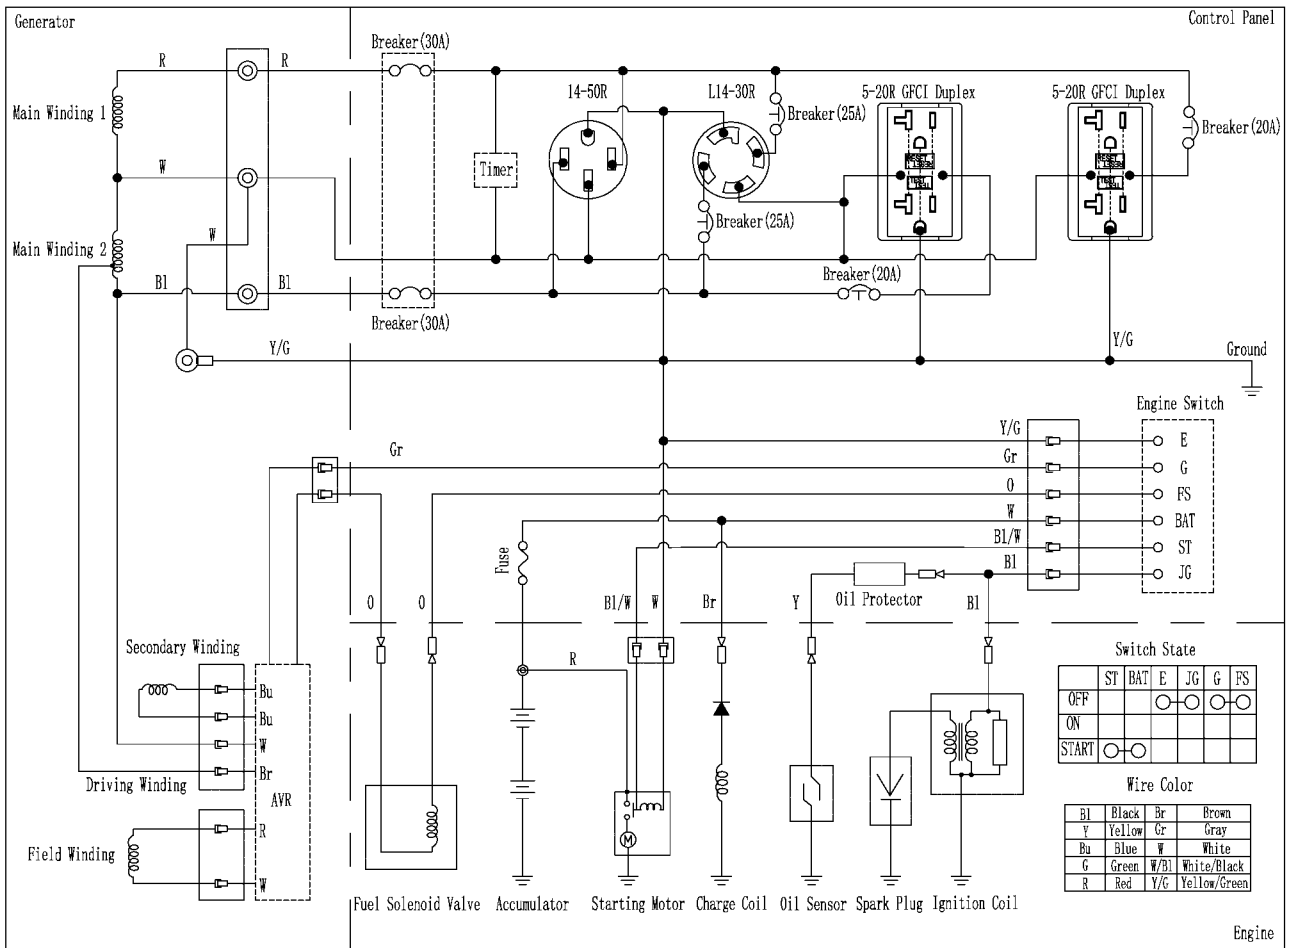 Generator
Control Panel
Breaker(30A)
R
R
14-50R
L14-30R
5-20R GFCI Duplex
5-20R GFCI Duplex
Main Winding 1
Breaker(25A)
Breaker(20A)
W
Timer
RESET
TEST
RESET
TEST
Main Winding 2
W
Breaker(25A)
Bl
Bl
Breaker(20A)
Breaker(30A)
Y/G
Y/G
Ground
Engine Switch
Gr
Y/G
E
Gr
G
O
FS
W
BAT
Bl/W
ST
Bl
JG
Fuse
Oil Protector
O
O
Bl/W
W
Br
Y
Bl
Secondary Winding
R
Bu
Bu
W
Br
Driving Winding
AVR
R
Field Winding
W
Fuel Solenoid Valve
Accumulator
Starting Motor
M
Charge Coil
Oil Sensor
Spark Plug
Ignition Coil
Switch State
ST BAT E JG G FS
OFF
ON
START
Wire Color
Bl Black Br Brown
Y Yellow Gr Gray
Bu Blue W White
G Green W/Bl White/Black
R Red Y/G Yellow/Green
Engine